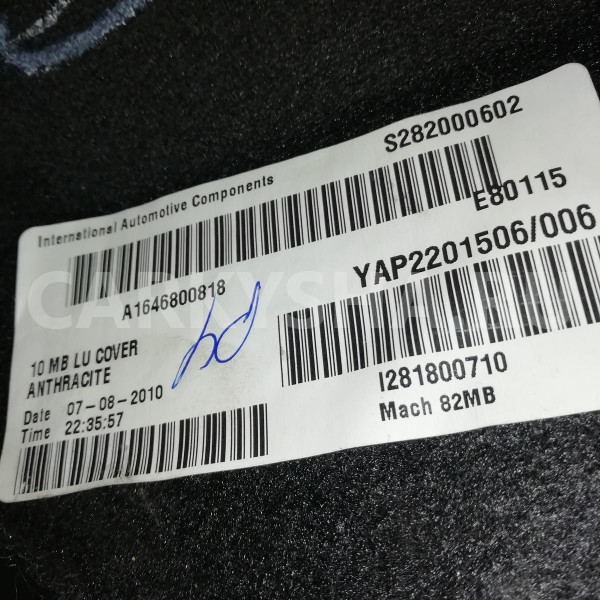 International Automotive Components
S282000602
E80115
A1646800818
YAP2201506/006
10 MB LU COVER
ANTHRACITE
Date 07-08-2010
Time 22:35:57
I281800710
Mach 82MB